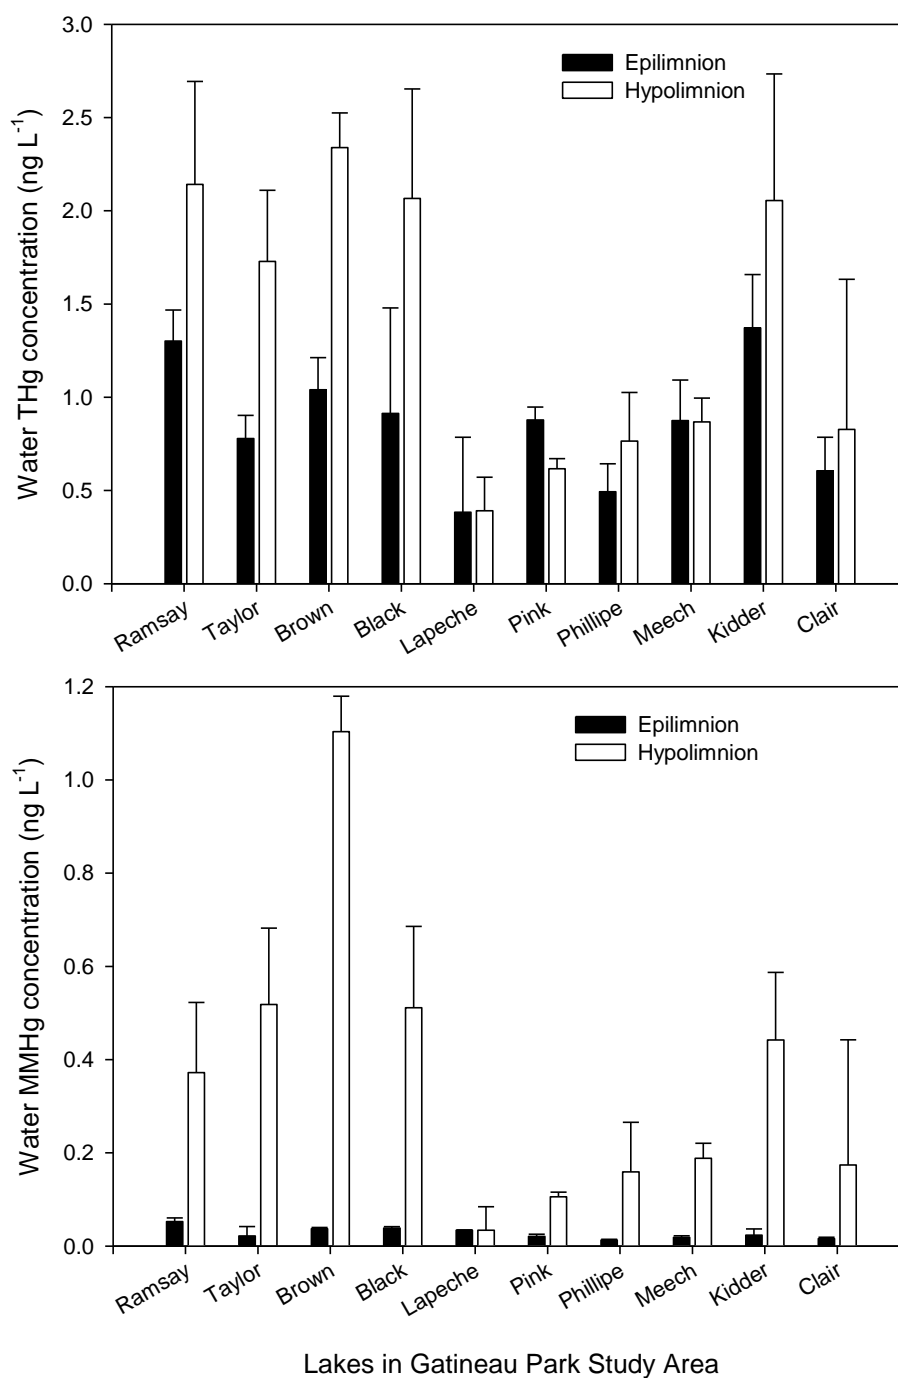 Water THg concentration (ng L-1)
3.0
2.5
2.0
1.5
1.0
0.5
0.0
Epilimnion
Hypolimnion
Ramsay
Taylor
Brown
Black
Lapeche
Pink
Phillipe
Meech
Kidder
Clair
Water MMHg concentration (ng L-1)
1.2
1.0
0.8
0.6
0.4
0.2
0.0
Epilimnion
Hypolimnion
Ramsay
Taylor
Brown
Black
Lapeche
Pink
Phillipe
Meech
Kidder
Clair
Lakes in Gatineau Park Study Area